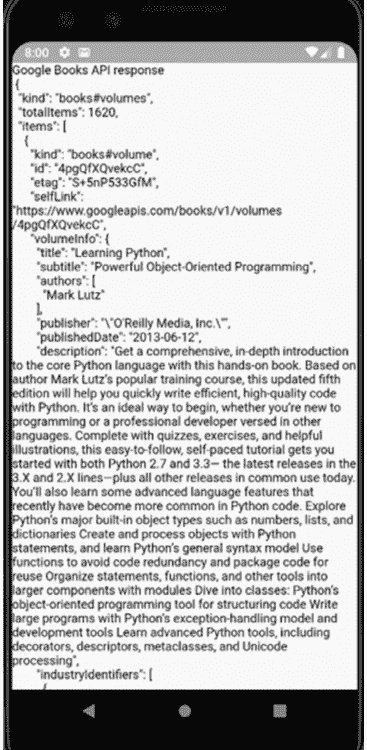 8:00
Google Books API response
{
"kind": "books#volumes",
"totalItems": 1620,
"items": [
{
"kind": "books#volume",
"id": "4pgQfXQvekcC",
"etag": "S+5nP533GfM",
"selfLink":
"https://www.googleapis.com/books/v1/volumes
/4pgQfXQvekcC",
"volumeInfo": {
"title": "Learning Python",
"subtitle": "Powerful Object-Oriented Programming",
"authors": [
"Mark Lutz"
],
"publisher": "\"O'Reilly Media, Inc.\"",
"publishedDate": "2013-06-12",
"description": "Get a comprehensive, in-depth introduction
to the core Python language with this hands-on book. Based on
author Mark Lutz's popular training course, this updated fifth
edition will help you quickly write efficient, high-quality code
with Python. It's an ideal way to begin, whether you're new to
programming or a professional developer versed in other
languages. Complete with quizzes, exercises, and helpful
illustrations, this easy-to-follow, self-paced tutorial gets you
started with both Python 2.7 and 3.3— the latest releases in the
3.X and 2.X lines—plus all other releases in common use today.
You'll also learn some advanced language features that
recently have become more common in Python code. Explore
Python's major built-in object types such as numbers, lists, and
dictionaries Create and process objects with Python
statements, and learn Python's general syntax model Use
functions to avoid code redundancy and package code for
reuse Organize statements, functions, and other tools into
larger components with modules Dive into classes: Python's
object-oriented programming tool for structuring code Write
large programs with Python's exception-handling model and
development tools Learn advanced Python tools, including
decorators, descriptors, metaclasses, and Unicode
processing",
"industryIdentifiers": [